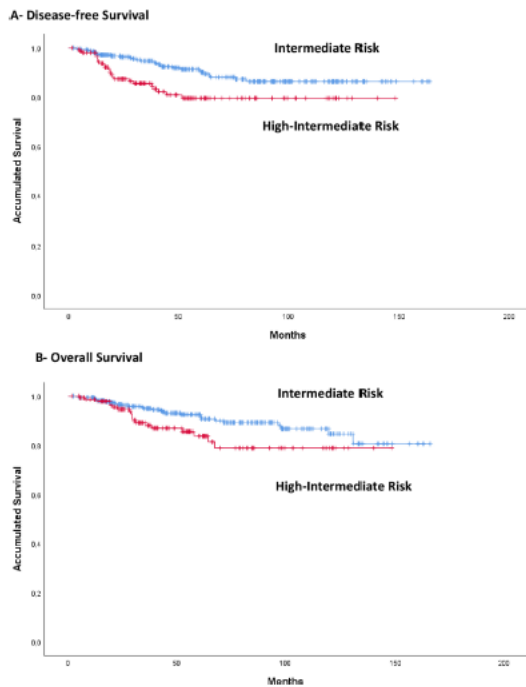 .A- Disease-free Survival
Intermediate Risk
High-Intermediate Risk
Accumulated Survival
1.0
0.8
0.6
0.4
0.2
0.0
0
50
100
150
200
Months
B- Overall Survival
Intermediate Risk
High-Intermediate Risk
Accumulated Survival
1.0
0.8
0.6
0.4
0.2
0.0
0
50
100
150
200
Months